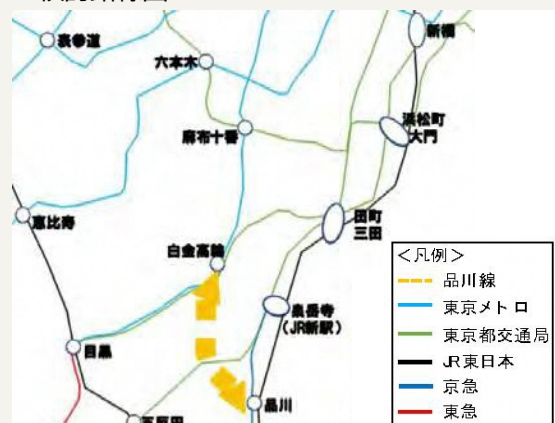 新橋
表参道
六本木
浜松町
大門
麻布十番
恵比寿
田町
三田
白金高輪
泉岳寺
(JR新駅)
目黒
品川
五反田
<凡例>
品川線
東京メトロ
東京都交通局
JR東日本
京急
東急